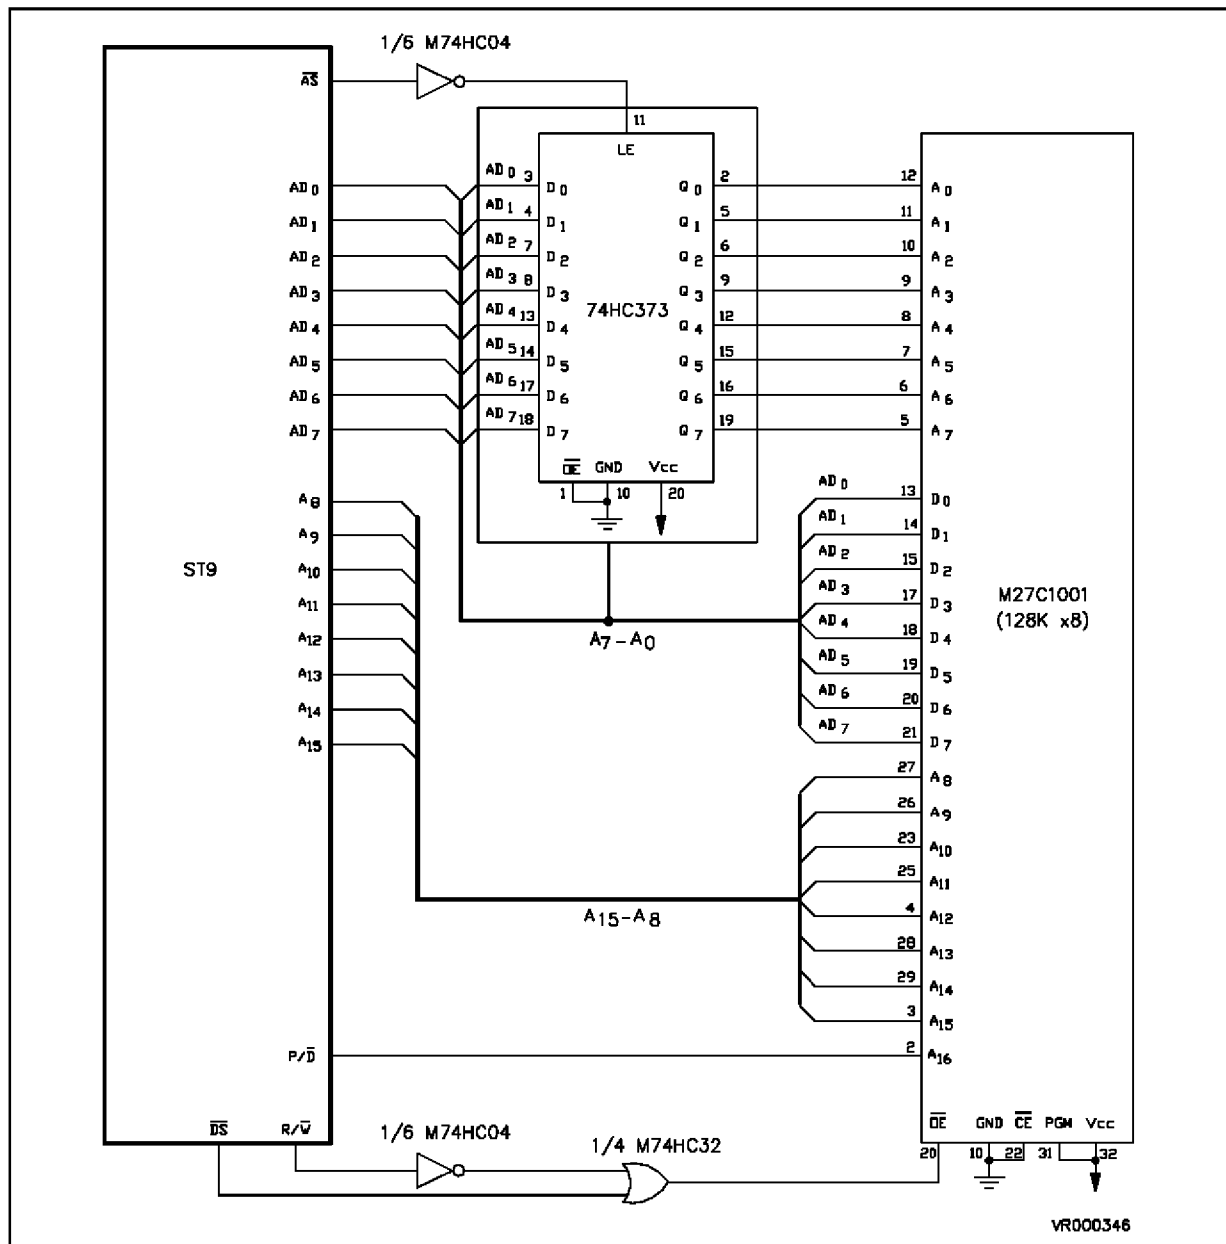 1/6 M74HC04
AS
11
LE
AD0 AD0 3 D0 Q0 2 12 A0
AD1 AD1 4 D1 Q1 5 11 A1
AD2 AD2 7 D2 Q2 6 10 A2
AD3 AD3 8 D3 Q3 9 9 A3
74HC373
AD4 AD4 13 D4 Q4 12 8 A4
AD5 AD5 14 D5 Q5 15 7 A5
AD6 AD6 17 D6 Q6 16 6 A6
AD7 AD7 18 D7 Q7 19 5 A7
OE GND Vcc
1 10 20
A8
A9
A10
A11
A12
A13
A14
A15
ST9
A7-A0
AD0 13 D0
AD1 14 D1
AD2 15 D2
AD3 17 D3
AD4 18 D4
AD5 19 D5
AD6 20 D6
AD7 21 D7
M27C1001
(128K x8)
27 A8
26 A9
23 A10
25 A11
4 A12
28 A13
29 A14
3 A15
A15-A8
P/D 2 A16
DS R/W
OE GND CE PGM Vcc
20 10 22 31 32
1/6 M74HC04
1/4 M74HC32
VR000346